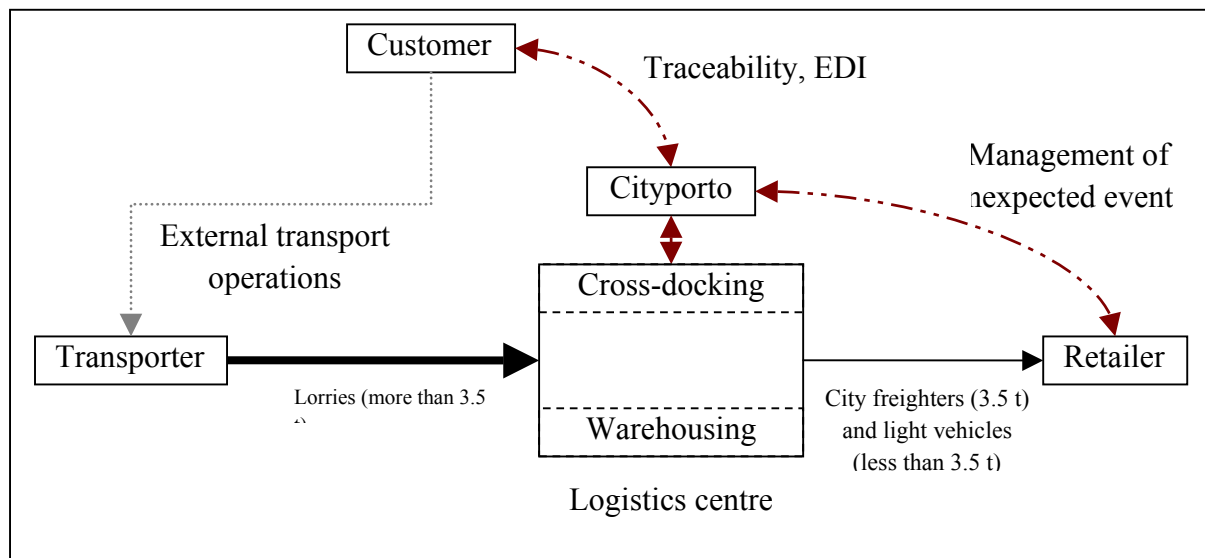 Customer
Traceability, EDI
Management of
nexpected event
Cityporto
External transport
operations
Cross-docking
Transporter
Retailer
Lorries (more than 3.5
City freighters (3.5 t)
and light vehicles
(less than 3.5 t)
Warehousing
Logistics centre